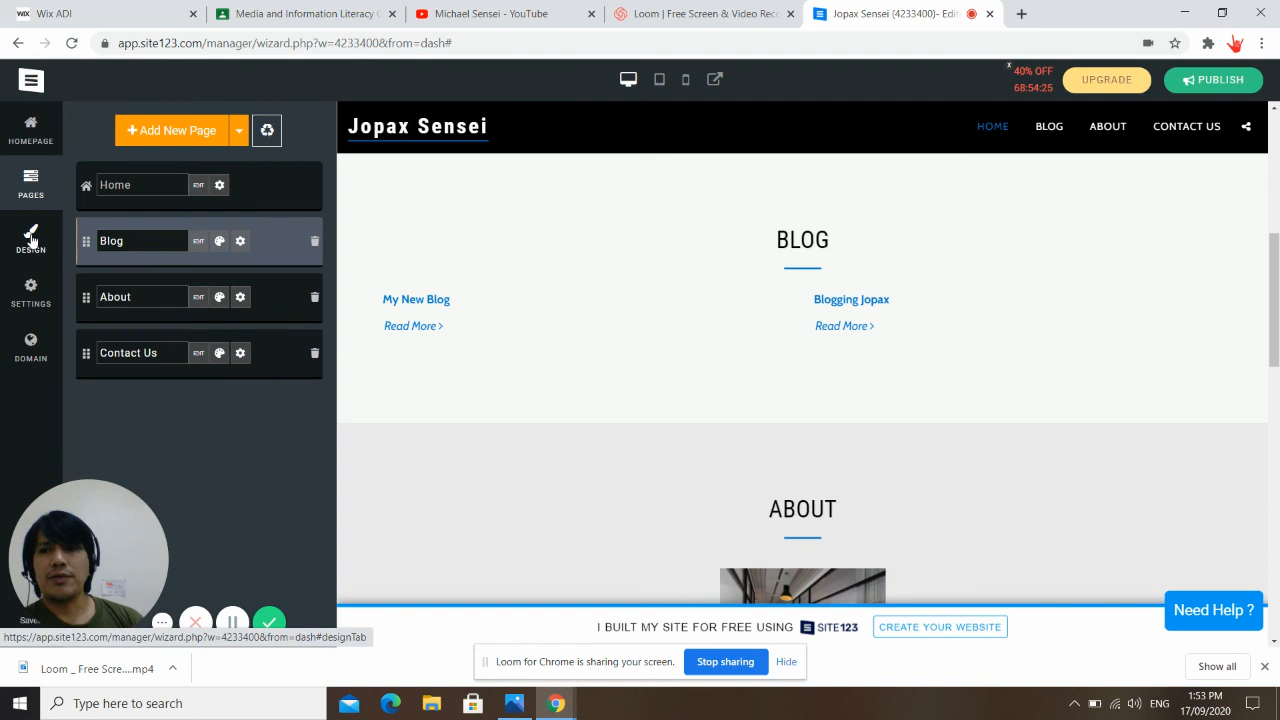 Wix ADI
Media and Information Literacy C
Michael Sensei - YouTube
Loom | Free Screen & Video Reco
Jopax Sensei (4233400)- Edit
app.site123.com/manager/wizard.php?w=4233400&from=dash#
x 40% OFF
68:54:25
UPGRADE
PUBLISH
HOMEPAGE
PAGES
DESIGN
SETTINGS
DOMAIN
+ Add New Page
Home EDIT
Blog EDIT
About EDIT
Contact Us EDIT
Jopax Sensei
HOME BLOG ABOUT CONTACT US
BLOG
My New Blog
Read More >
Blogging Jopax
Read More >
ABOUT
I BUILT MY SITE FOR FREE USING SITE123 CREATE YOUR WEBSITE
Need Help ?
Save
https://app.site123.com/manager/wizard.php?w=4233400&from=dash#designTab
Loom for Chrome is sharing your screen. Stop sharing Hide
Loom _ Free Scre....mp4
Show all
Type here to search
ENG
1:53 PM
17/09/2020